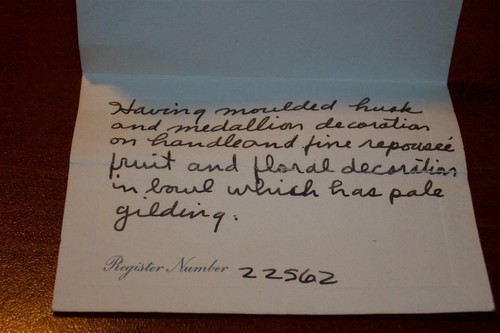 Having moulded husk
and medallion decoration
on handle and fine repouseé
fruit and floral decoration
in bowl which has pale
gilding.
Register Number 22562